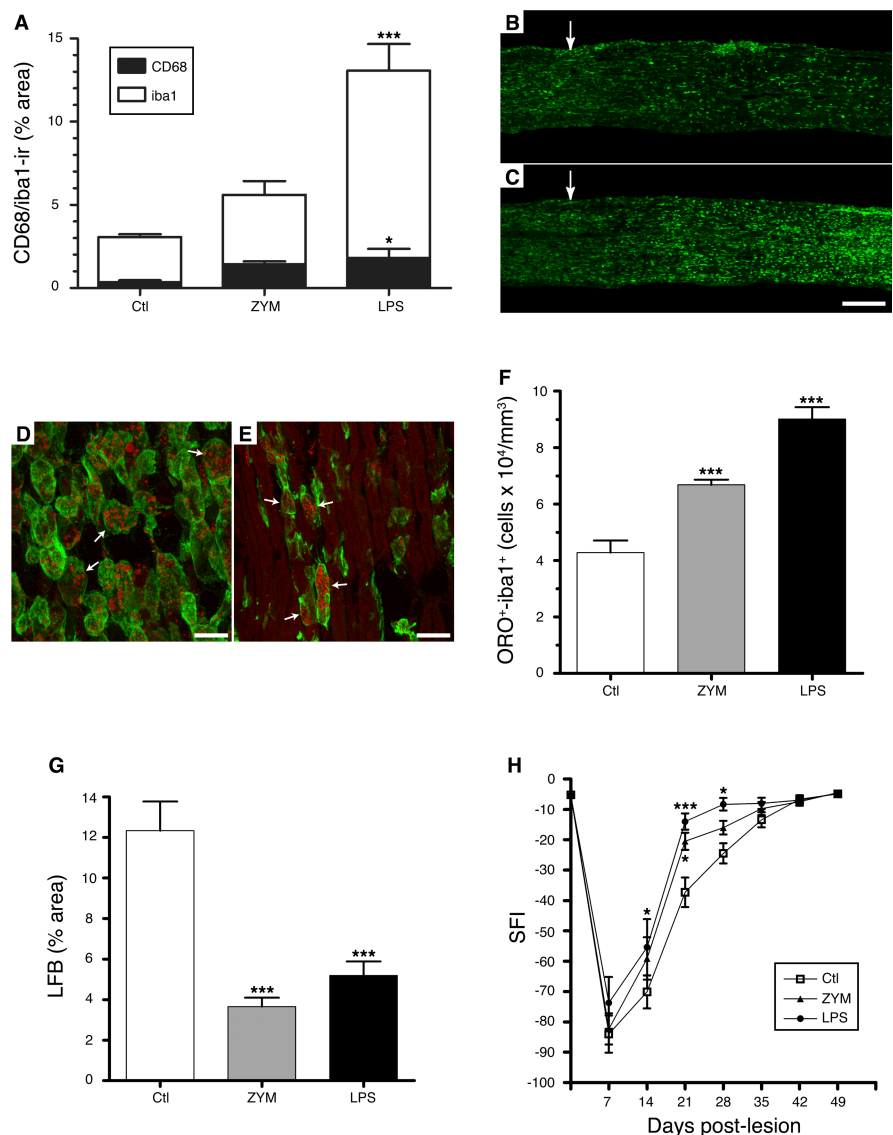 A
CD68/iba1-ir (% area)
15
10
5
0
CD68
iba1
***
*
Ctl
ZYM
LPS
B
C
D
E
F
ORO+-iba1+ (cells x 10⁴/mm³)
10
8
6
4
2
0
***
***
Ctl
ZYM
LPS
G
LFB (% area)
14
12
10
8
6
4
2
0
***
***
Ctl
ZYM
LPS
H
SFI
0
-10
-20
-30
-40
-50
-60
-70
-80
-90
-100
*
***
*
*
Ctl
ZYM
LPS
7 14 21 28 35 42 49
Days post-lesion